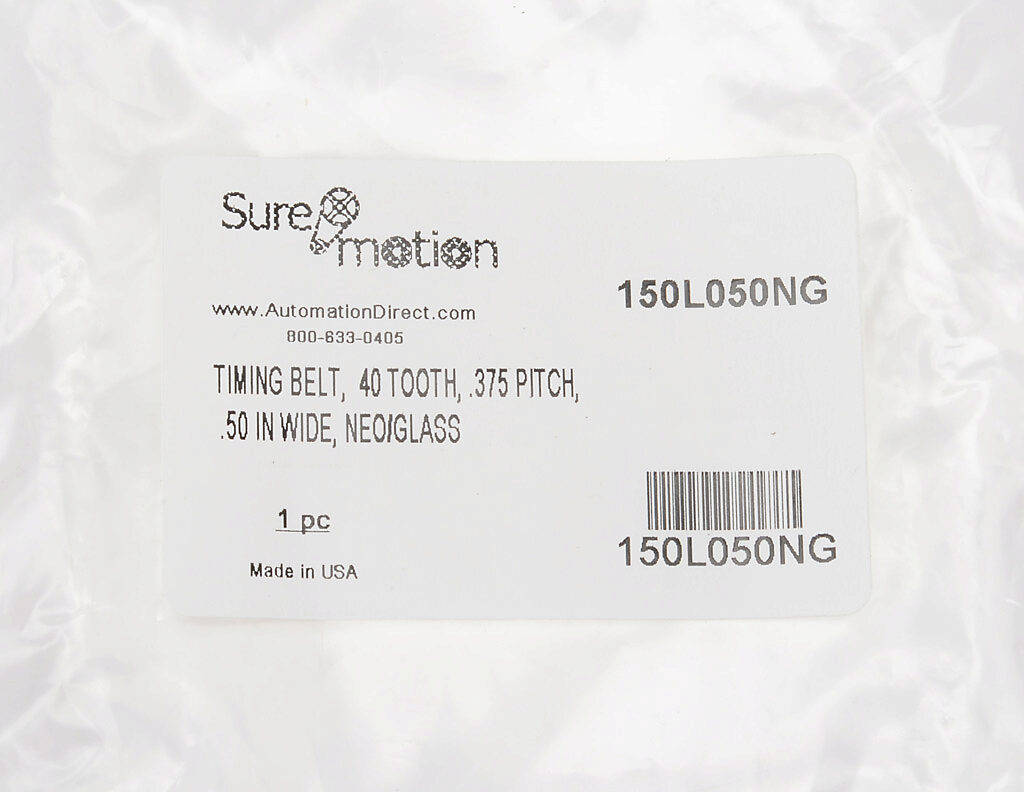 Sure motion
150L050NG
www.AutomationDirect.com
800-633-0405
TIMING BELT, 40 TOOTH, .375 PITCH,
.50 IN WIDE, NEO/GLASS
1 pc
Made in USA
150L050NG